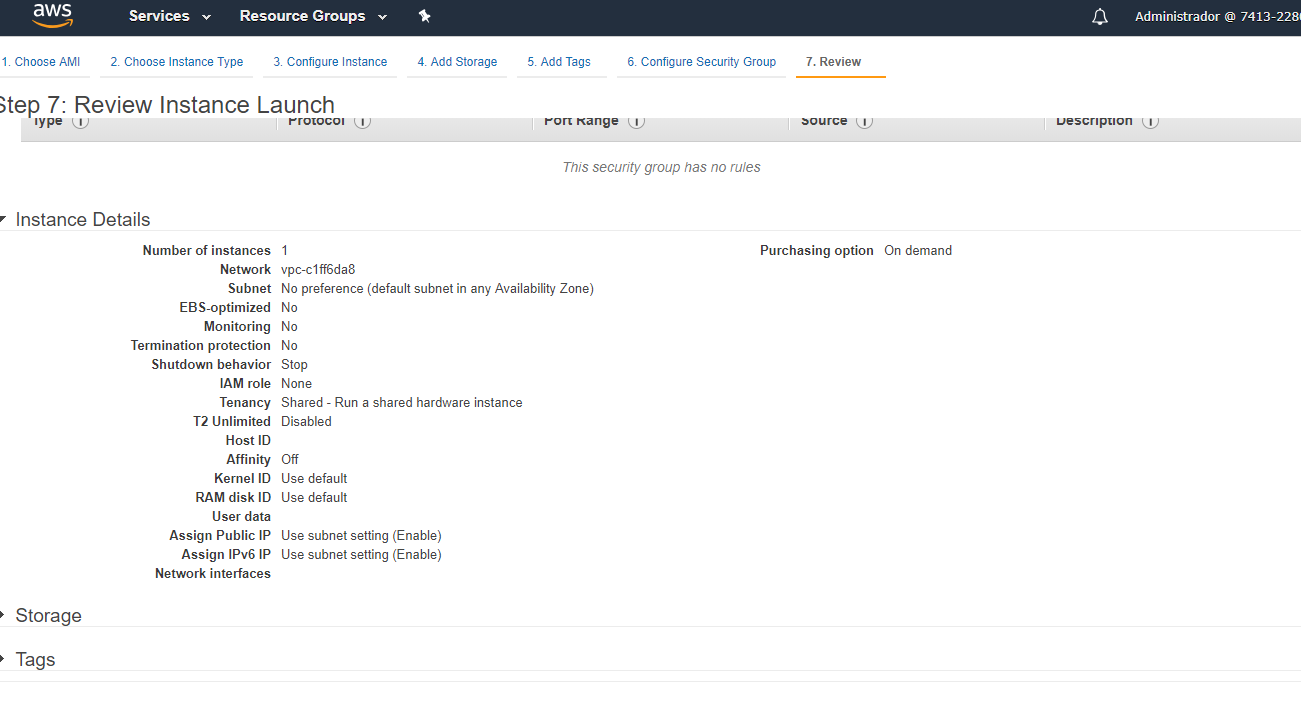 aws Services Resource Groups Administrador @ 7413-228
1. Choose AMI 2. Choose Instance Type 3. Configure Instance 4. Add Storage 5. Add Tags 6. Configure Security Group 7. Review
Step 7: Review Instance Launch
Type Protocol Port Range Source Description
This security group has no rules
Instance Details
Number of instances 1 Purchasing option On demand
Network vpc-c1ff6da8
Subnet No preference (default subnet in any Availability Zone)
EBS-optimized No
Monitoring No
Termination protection No
Shutdown behavior Stop
IAM role None
Tenancy Shared - Run a shared hardware instance
T2 Unlimited Disabled
Host ID
Affinity Off
Kernel ID Use default
RAM disk ID Use default
User data
Assign Public IP Use subnet setting (Enable)
Assign IPv6 IP Use subnet setting (Enable)
Network interfaces
Storage
Tags